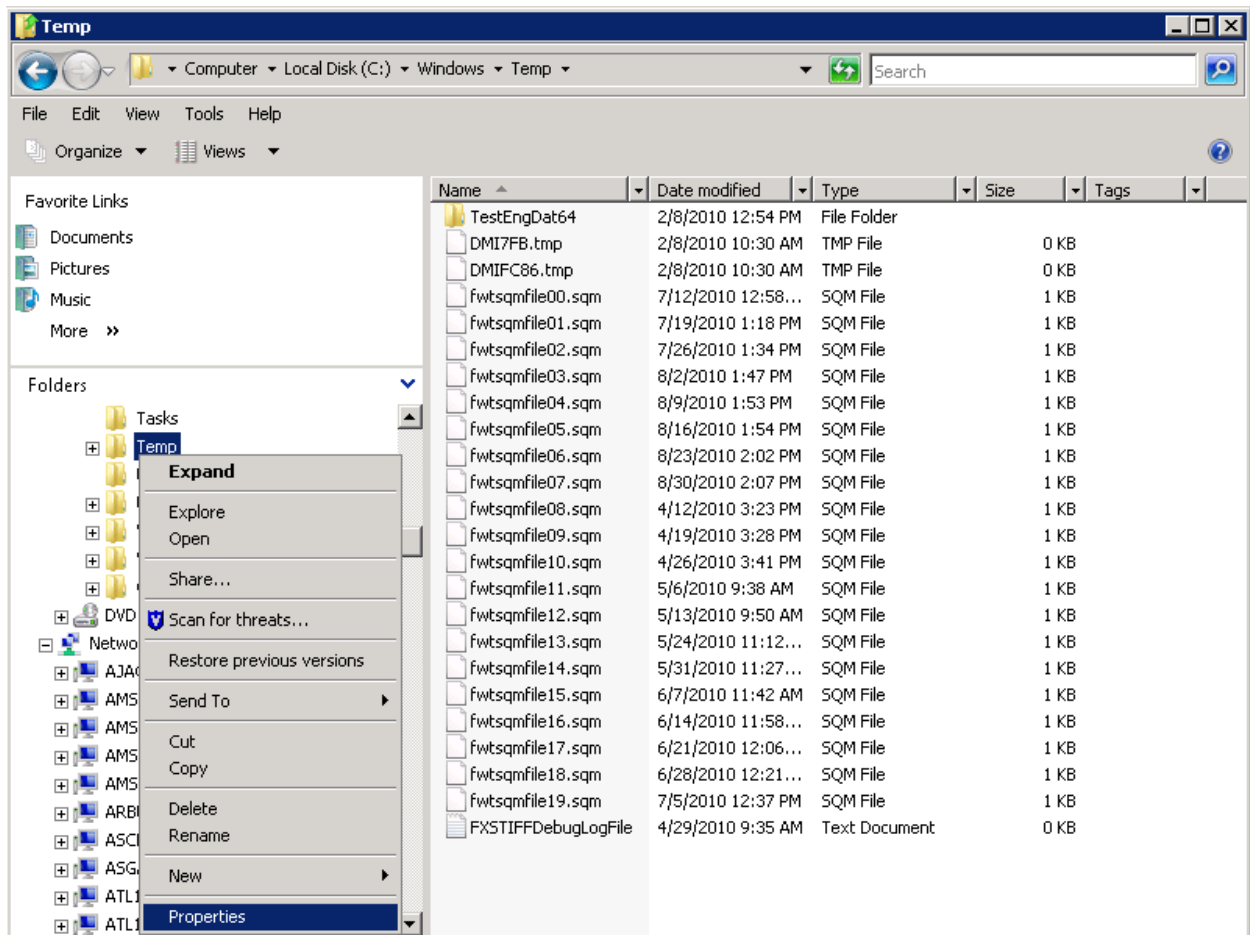 Temp
Computer Local Disk (C:) Windows Temp
Search
File Edit View Tools Help
Organize Views
Favorite Links
Documents
Pictures
Music
More »
Folders
Tasks
Temp
DVD
Netwo
AJA
AMS
AMS
AMS
AMS
ARB
ASC
ASG
ATL1
ATL1
Expand
Explore
Open
Share...
Scan for threats...
Restore previous versions
Send To
Cut
Copy
Delete
Rename
New
Properties
Name Date modified Type Size Tags
TestEngDat64 2/8/2010 12:54 PM File Folder
DMI7FB.tmp 2/8/2010 10:30 AM TMP File 0 KB
DMIFC86.tmp 2/8/2010 10:30 AM TMP File 0 KB
fwtsqmfile00.sqm 7/12/2010 12:58... SQM File 1 KB
fwtsqmfile01.sqm 7/19/2010 1:18 PM SQM File 1 KB
fwtsqmfile02.sqm 7/26/2010 1:34 PM SQM File 1 KB
fwtsqmfile03.sqm 8/2/2010 1:47 PM SQM File 1 KB
fwtsqmfile04.sqm 8/9/2010 1:53 PM SQM File 1 KB
fwtsqmfile05.sqm 8/16/2010 1:54 PM SQM File 1 KB
fwtsqmfile06.sqm 8/23/2010 2:02 PM SQM File 1 KB
fwtsqmfile07.sqm 8/30/2010 2:07 PM SQM File 1 KB
fwtsqmfile08.sqm 4/12/2010 3:23 PM SQM File 1 KB
fwtsqmfile09.sqm 4/19/2010 3:28 PM SQM File 1 KB
fwtsqmfile10.sqm 4/26/2010 3:41 PM SQM File 1 KB
fwtsqmfile11.sqm 5/6/2010 9:38 AM SQM File 1 KB
fwtsqmfile12.sqm 5/13/2010 9:50 AM SQM File 1 KB
fwtsqmfile13.sqm 5/24/2010 11:12... SQM File 1 KB
fwtsqmfile14.sqm 5/31/2010 11:27... SQM File 1 KB
fwtsqmfile15.sqm 6/7/2010 11:42 AM SQM File 1 KB
fwtsqmfile16.sqm 6/14/2010 11:58... SQM File 1 KB
fwtsqmfile17.sqm 6/21/2010 12:06... SQM File 1 KB
fwtsqmfile18.sqm 6/28/2010 12:21... SQM File 1 KB
fwtsqmfile19.sqm 7/5/2010 12:37 PM SQM File 1 KB
FXSTIFFDebugLogFile 4/29/2010 9:35 AM Text Document 0 KB